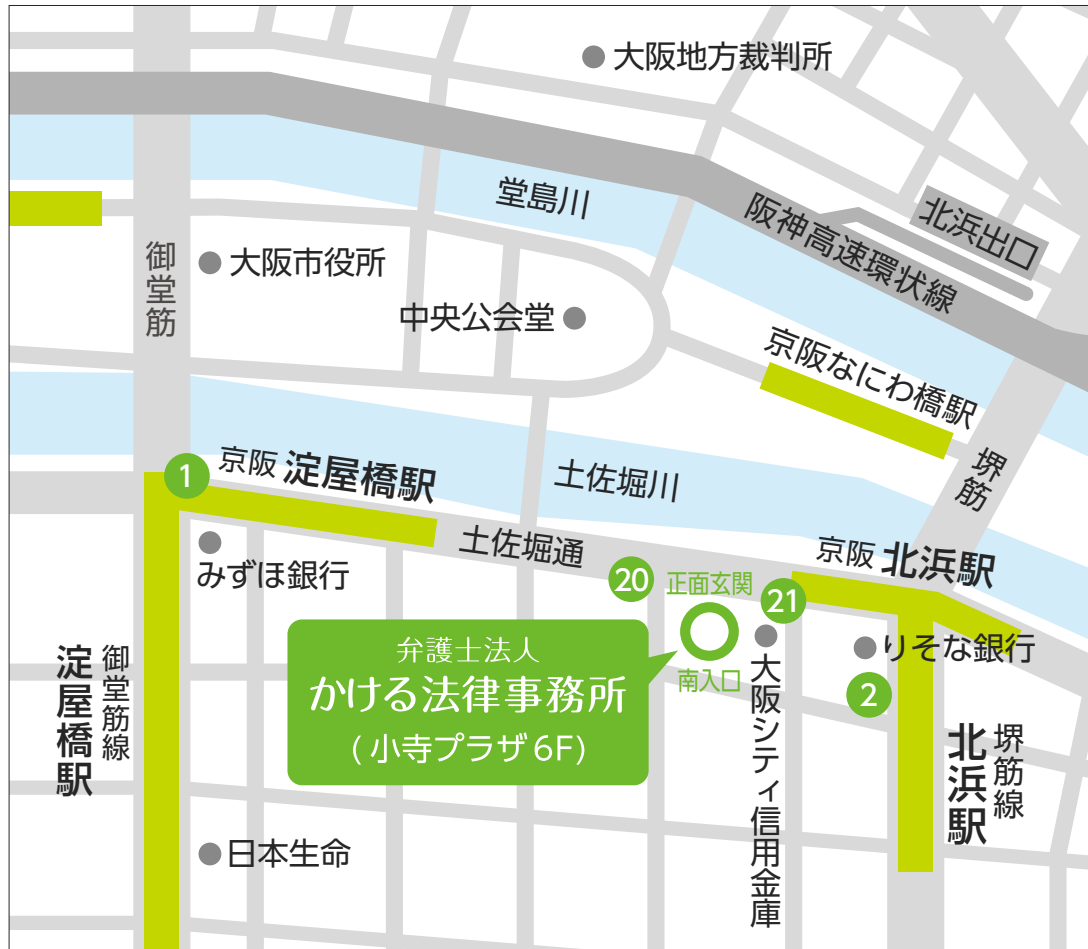 大阪地方裁判所
堂島川
阪神高速環状線
北浜出口
御堂筋
大阪市役所
中央公会堂
京阪なにわ橋駅
堺筋
1
京阪 淀屋橋駅
土佐堀川
土佐堀通
京阪 北浜駅
みずほ銀行
20
正面玄関
21
南入口
りそな銀行
2
弁護士法人
かける法律事務所
(小寺プラザ6F)
大阪シティ信用金庫
御堂筋線
淀屋橋駅
堺筋線
北浜駅
日本生命